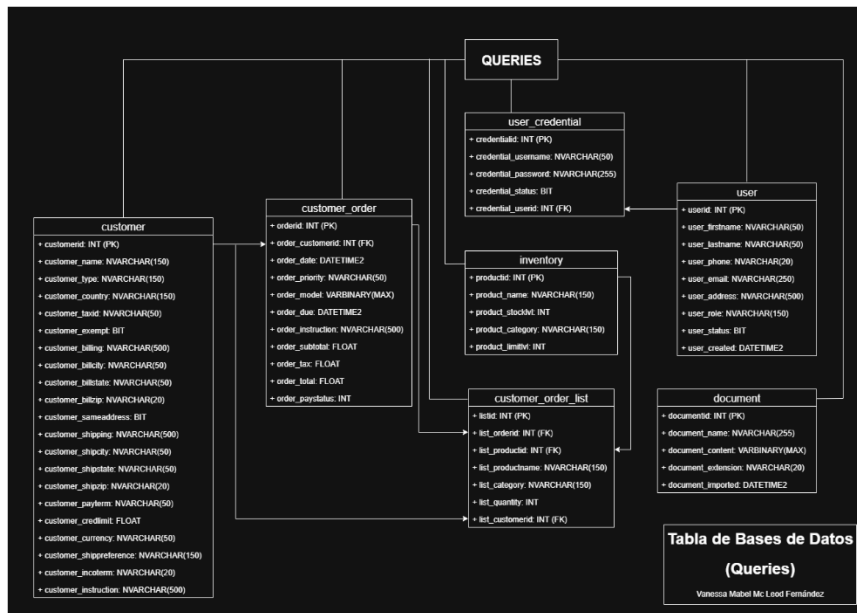 QUERIES
user_credential
+ credentialid: INT (PK)
+ credential_username: NVARCHAR(50)
+ credential_password: NVARCHAR(255)
+ credential_status: BIT
+ credential_userid: INT (FK)
user
+ userid: INT (PK)
+ user_firstname: NVARCHAR(50)
+ user_lastname: NVARCHAR(50)
+ user_phone: NVARCHAR(20)
+ user_email: NVARCHAR(250)
+ user_address: NVARCHAR(500)
+ user_role: NVARCHAR(150)
+ user_status: BIT
+ user_created: DATETIME2
customer_order
+ orderid: INT (PK)
+ order_customerid: INT (FK)
+ order_date: DATETIME2
+ order_priority: NVARCHAR(50)
+ order_model: VARBINARY(MAX)
+ order_due: DATETIME2
+ order_instruction: NVARCHAR(500)
+ order_subtotal: FLOAT
+ order_tax: FLOAT
+ order_total: FLOAT
+ order_paystatus: INT
customer
+ customerid: INT (PK)
+ customer_name: NVARCHAR(150)
+ customer_type: NVARCHAR(150)
+ customer_country: NVARCHAR(150)
+ customer_taxid: NVARCHAR(50)
+ customer_exempt: BIT
+ customer_billing: NVARCHAR(500)
+ customer_billcity: NVARCHAR(50)
+ customer_billstate: NVARCHAR(50)
+ customer_billzip: NVARCHAR(20)
+ customer_sameaddress: BIT
+ customer_shipping: NVARCHAR(500)
+ customer_shipcity: NVARCHAR(50)
+ customer_shipstate: NVARCHAR(50)
+ customer_shipzip: NVARCHAR(20)
+ customer_payterm: NVARCHAR(50)
+ customer_credlimit: FLOAT
+ customer_currency: NVARCHAR(50)
+ customer_shippreference: NVARCHAR(150)
+ customer_incoterm: NVARCHAR(20)
+ customer_instruction: NVARCHAR(500)
inventory
+ productid: INT (PK)
+ product_name: NVARCHAR(150)
+ product_stocklvl: INT
+ product_category: NVARCHAR(150)
+ product_limitlvl: INT
customer_order_list
+ listid: INT (PK)
+ list_orderid: INT (FK)
+ list_productid: INT (FK)
+ list_productname: NVARCHAR(150)
+ list_category: NVARCHAR(150)
+ list_quantity: INT
+ list_customerid: INT (FK)
document
+ documentid: INT (PK)
+ document_name: NVARCHAR(255)
+ document_content: VARBINARY(MAX)
+ document_extension: NVARCHAR(20)
+ document_imported: DATETIME2
Tabla de Bases de Datos
(Queries)
Vanessa Mabel Mc Leod Fernández